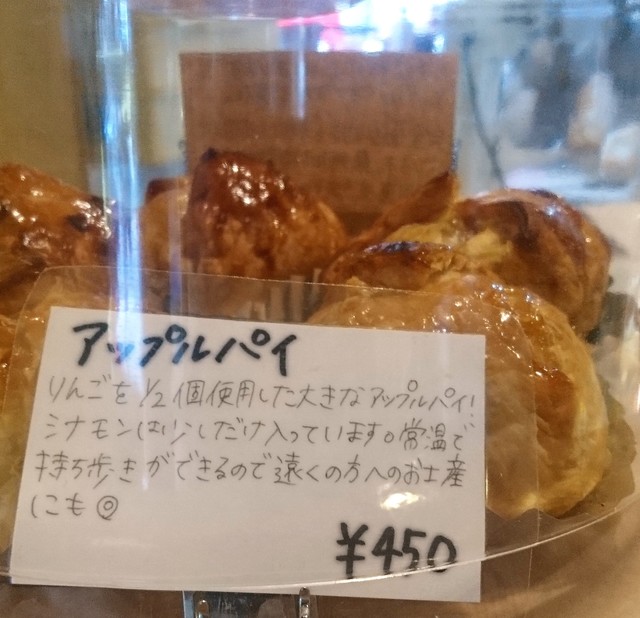 アップルパイ
りんごを1/2個使用した大きなアップルパイ!
シナモンは少しだけ入っています。常温で
持ち歩きができるので遠くの方へのお土産
にも◎
¥450